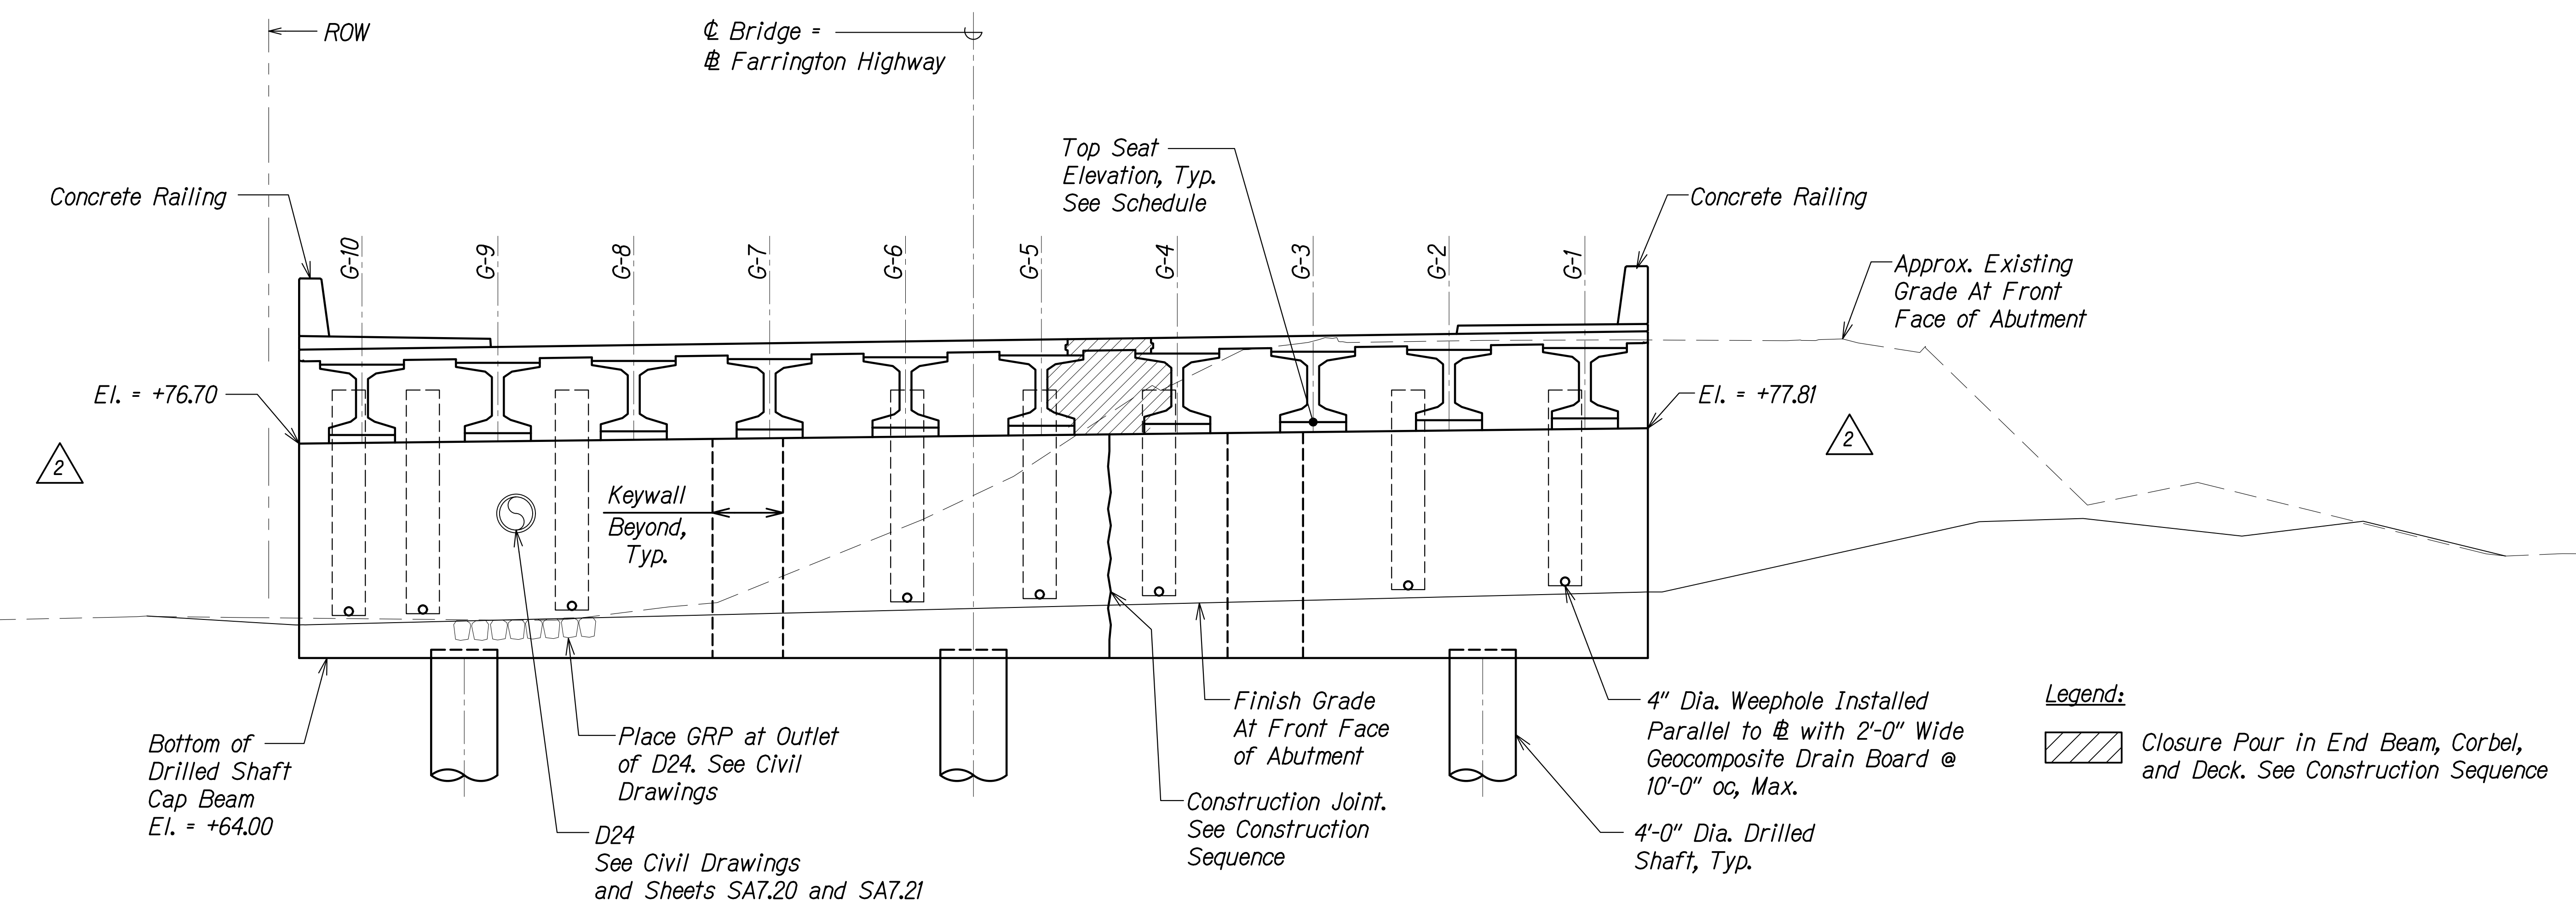 ROW
℄ Bridge =
℄ Farrington Highway
Top Seat
Elevation, Typ.
See Schedule
Concrete Railing
Concrete Railing
G-10
G-9
G-8
G-7
G-6
G-5
G-4
G-3
G-2
G-1
Approx. Existing
Grade At Front
Face of Abutment
El. = +76.70
El. = +77.81
2
2
Keywall
Beyond,
Typ.
Bottom of
Drilled Shaft
Cap Beam
El. = +64.00
Place GRP at Outlet
of D24. See Civil
Drawings
D24
See Civil Drawings
and Sheets SA7.20 and SA7.21
Finish Grade
At Front Face
of Abutment
Construction Joint.
See Construction
Sequence
4" Dia. Weephole Installed
Parallel to BL with 2'-0" Wide
Geocomposite Drain Board @
10'-0" oc, Max.
4'-0" Dia. Drilled
Shaft, Typ.
Legend:
Closure Pour in End Beam, Corbel,
and Deck. See Construction Sequence